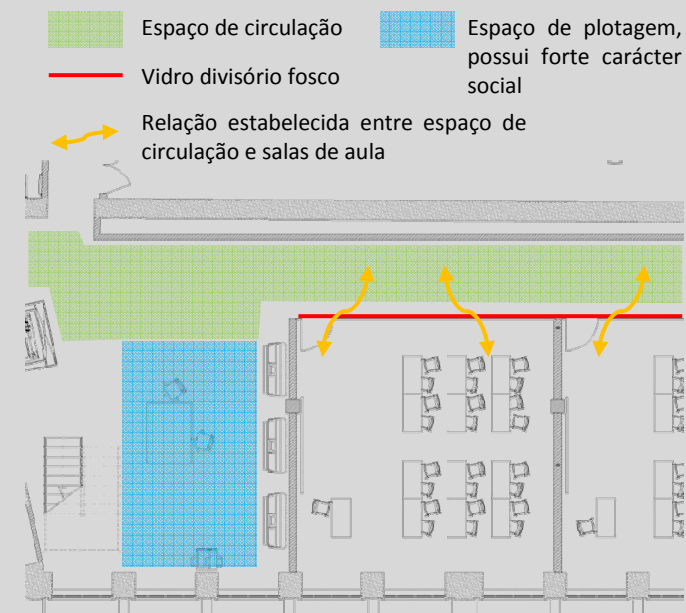 Espaço de circulação
Espaço de plotagem,
possui forte carácter
social
Vidro divisório fosco
Relação estabelecida entre espaço de
circulação e salas de aula